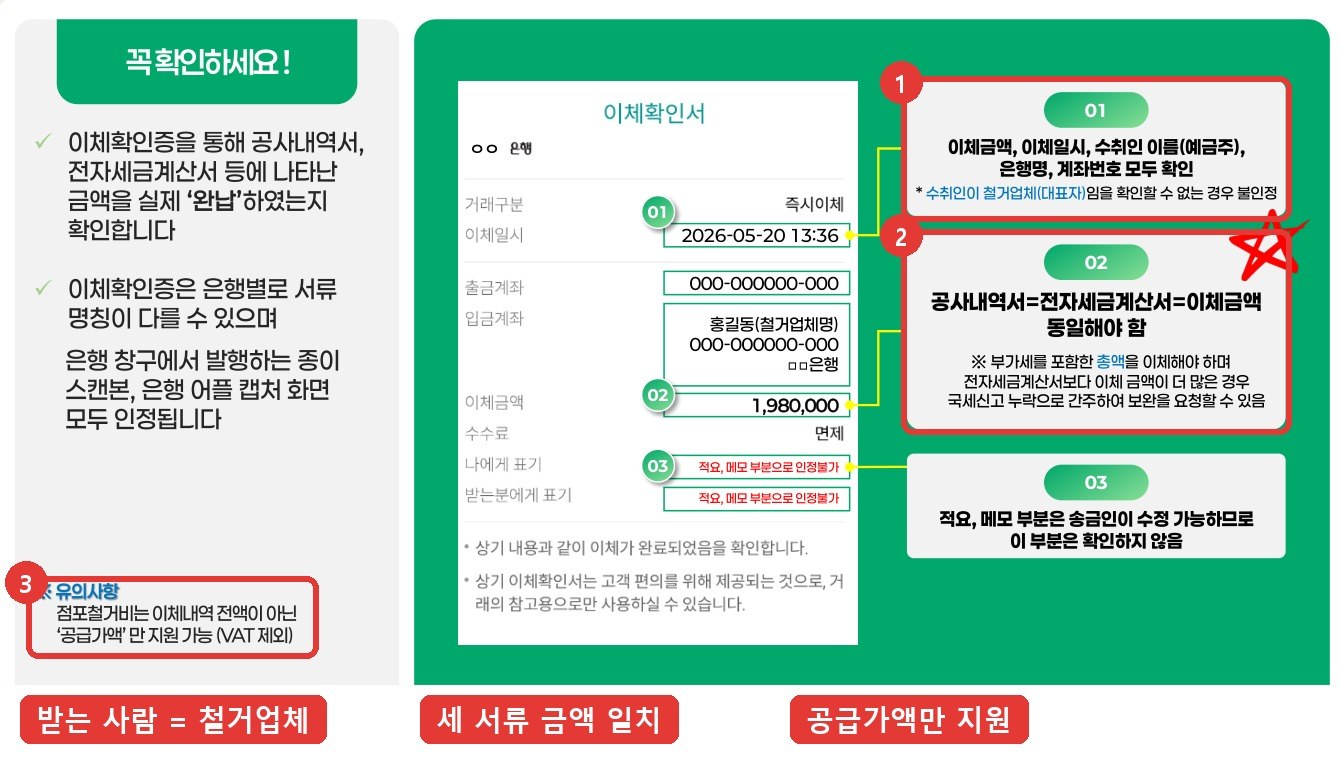 꼭 확인하세요!
✓ 이체확인증을 통해 공사내역서,
전자세금계산서 등에 나타난
금액을 실제 '완납'하였는지
확인합니다
✓ 이체확인증은 은행별로 서류
명칭이 다를 수 있으며
은행 창구에서 발행하는 종이
스캔본, 은행 어플 캡처 화면
모두 인정됩니다
3
※ 유의사항
점포철거비는 이체내역 전액이 아닌
'공급가액' 만 지원 가능 (VAT 제외)
이체확인서
ㅇㅇ 은행
거래구분 즉시이체
01
이체일시 2026-05-20 13:36
출금계좌 000-000000-000
입금계좌 홍길동(철거업체명)
000-000000-000
ㅁㅁ은행
02
이체금액 1,980,000
수수료 면제
03
나에게 표기 적요, 메모 부분으로 인정불가
받는분에게 표기 적요, 메모 부분으로 인정불가
• 상기 내용과 같이 이체가 완료되었음을 확인합니다.
• 상기 이체확인서는 고객 편의를 위해 제공되는 것으로, 거
래의 참고용으로만 사용하실 수 있습니다.
1
01
이체금액, 이체일시, 수취인 이름(예금주),
은행명, 계좌번호 모두 확인
* 수취인이 철거업체(대표자)임을 확인할 수 없는 경우 불인정
2
02
공사내역서=전자세금계산서=이체금액
동일해야 함
※ 부가세를 포함한 총액을 이체해야 하며
전자세금계산서보다 이체 금액이 더 많은 경우
국세신고 누락으로 간주하여 보완을 요청할 수 있음
03
적요, 메모 부분은 송금인이 수정 가능하므로
이 부분은 확인하지 않음
받는 사람 = 철거업체
세 서류 금액 일치
공급가액만 지원